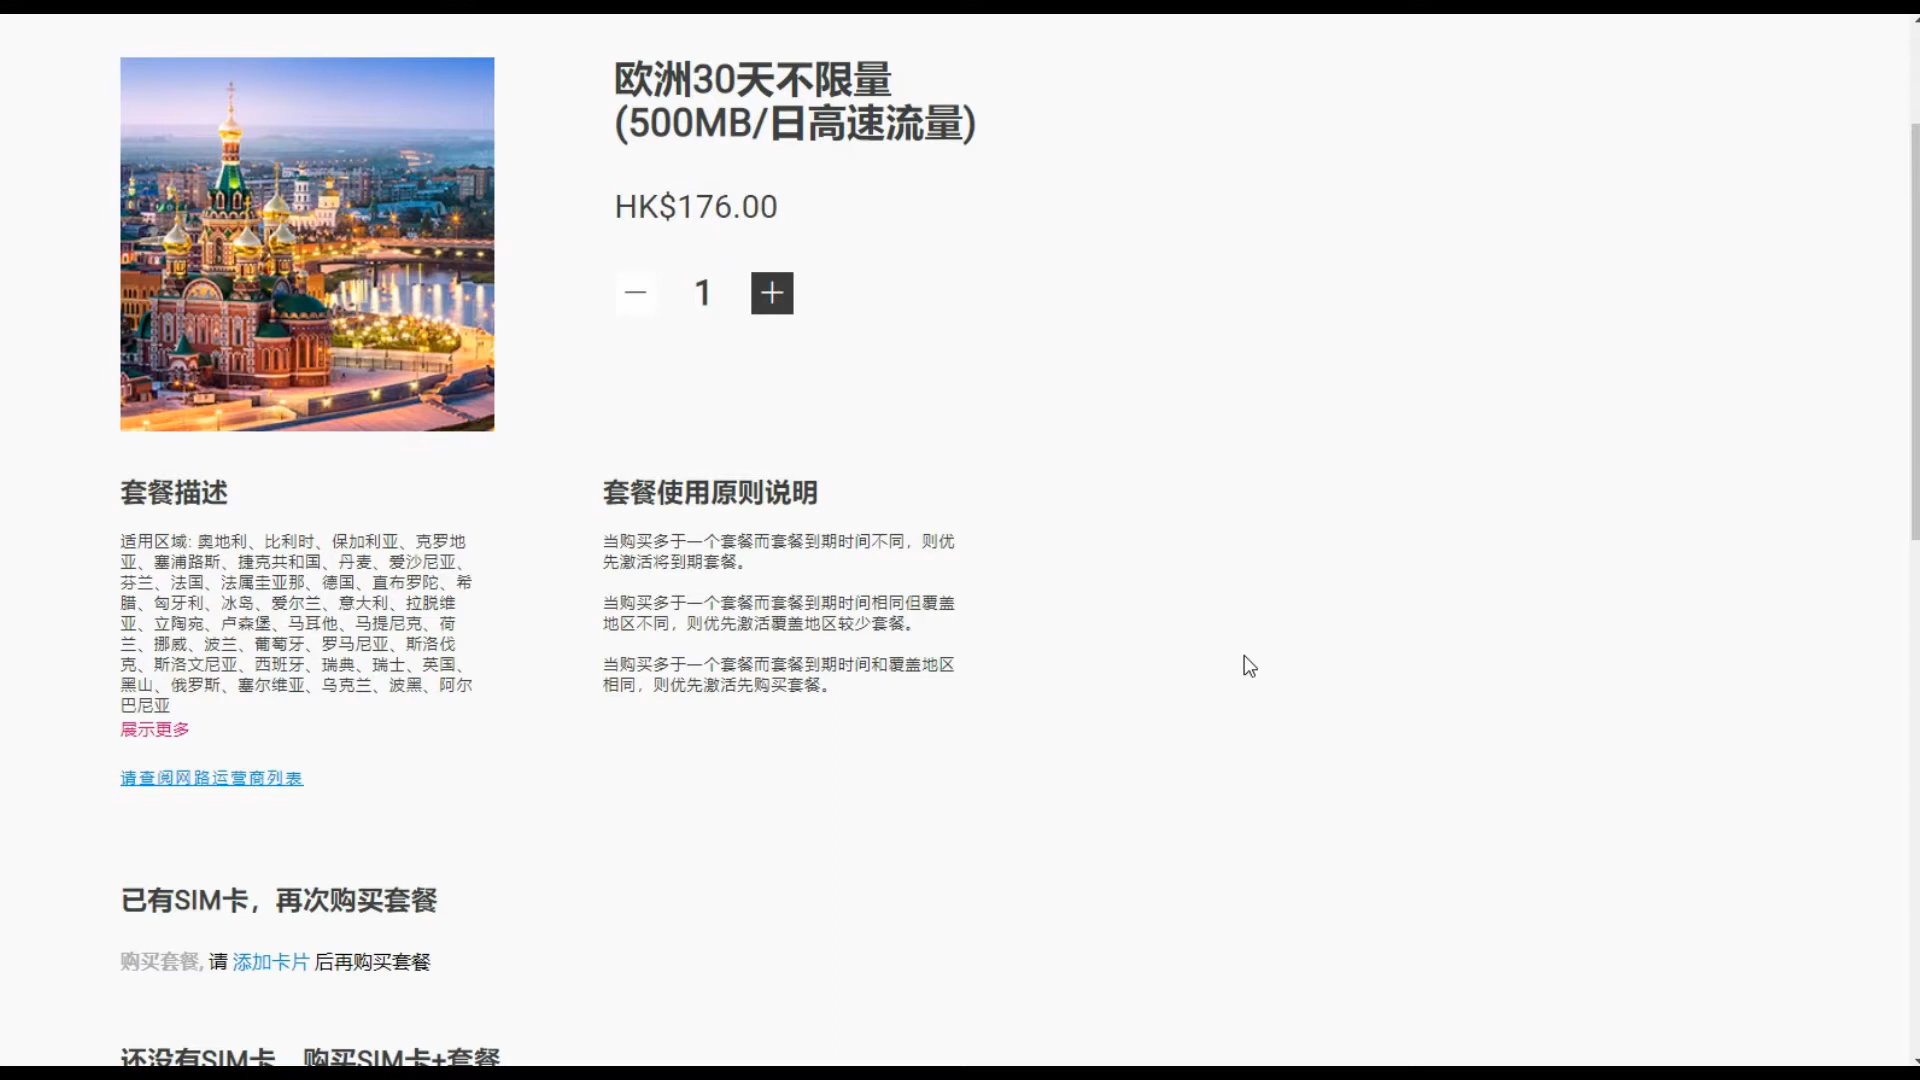 欧洲30天不限量
(500MB/日高速流量)
HK$176.00
1
套餐描述
适用区域: 奥地利、比利时、保加利亚、克罗地
亚、塞浦路斯、捷克共和国、丹麦、爱沙尼亚、
芬兰、法国、法属圭亚那、德国、直布罗陀、希
腊、匈牙利、冰岛、爱尔兰、意大利、拉脱维
亚、立陶宛、卢森堡、马耳他、马提尼克、荷
兰、挪威、波兰、葡萄牙、罗马尼亚、斯洛伐
克、斯洛文尼亚、西班牙、瑞典、瑞士、英国、
黑山、俄罗斯、塞尔维亚、乌克兰、波黑、阿尔
巴尼亚
展示更多
请查阅网路运营商列表
套餐使用原则说明
当购买多于一个套餐而套餐到期时间不同，则优
先激活将到期套餐。
当购买多于一个套餐而套餐到期时间相同但覆盖
地区不同，则优先激活覆盖地区较少套餐。
当购买多于一个套餐而套餐到期时间和覆盖地区
相同，则优先激活先购买套餐。
已有SIM卡，再次购买套餐
购买套餐, 请 添加卡片 后再购买套餐
还没有SIM卡，购买SIM卡+套餐